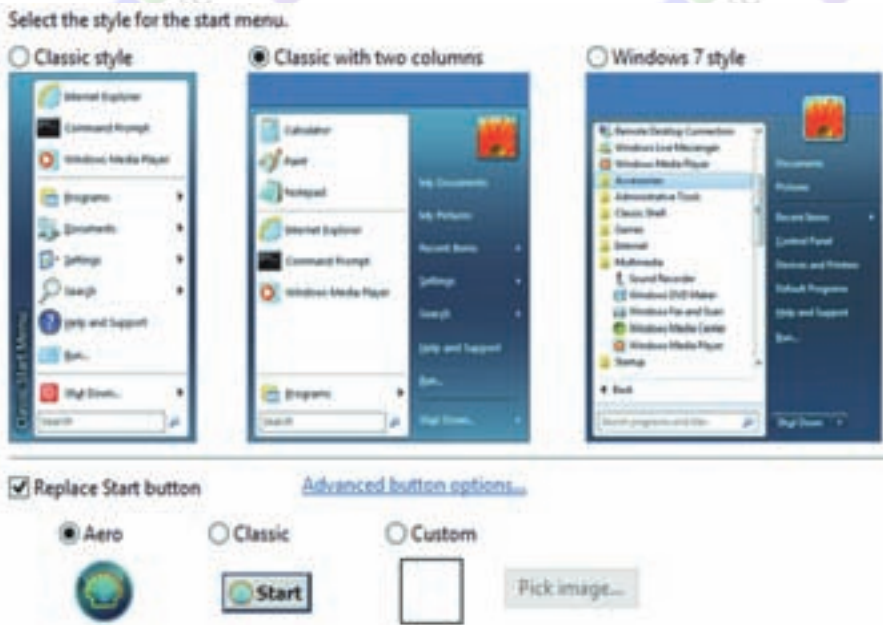 Select the style for the start menu.
Classic style
Classic with two columns
Windows 7 style
Internet Explorer
Command Prompt
Windows Media Player
Programs
Documents
Settings
Search
Help and Support
Run...
Shut Down...
Search
Classic Start Menu
Calculator
Paint
Notepad
Internet Explorer
Command Prompt
Windows Media Player
Programs
Search
My Documents
My Pictures
Recent Items
Settings
Search
Help and Support
Run...
Shut Down...
Remote Desktop Connection
Windows Live Messenger
Windows Media Player
Accessories
Administrative Tools
Classic Shell
Games
Internet
Multimedia
Sound Recorder
Windows DVD Maker
Windows Fax and Scan
Windows Media Center
Windows Media Player
Startup
Back
Search programs and files
Documents
Pictures
Recent Items
Control Panel
Devices and Printers
Default Programs
Help and Support
Run...
Shut Down
Replace Start button
Advanced button options...
Aero
Classic
Custom
Start
Pick image...